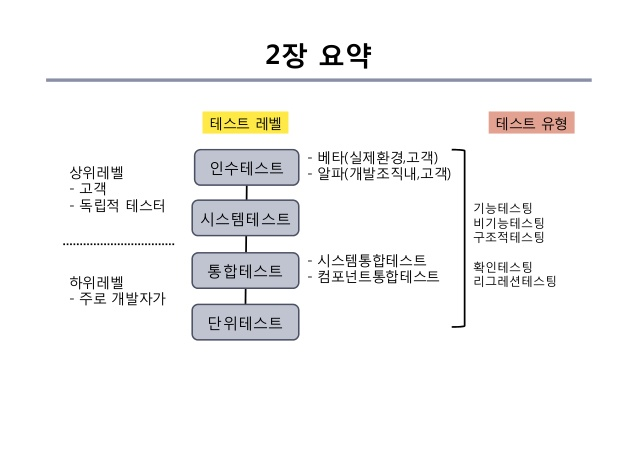 2장 요약
테스트 레벨
테스트 유형
상위레벨
- 고객
- 독립적 테스터
하위레벨
- 주로 개발자가
인수테스트
시스템테스트
통합테스트
단위테스트
- 베타(실제환경,고객)
- 알파(개발조직내,고객)
- 시스템통합테스트
- 컴포넌트통합테스트
기능테스팅
비기능테스팅
구조적테스팅
확인테스팅
리그레션테스팅